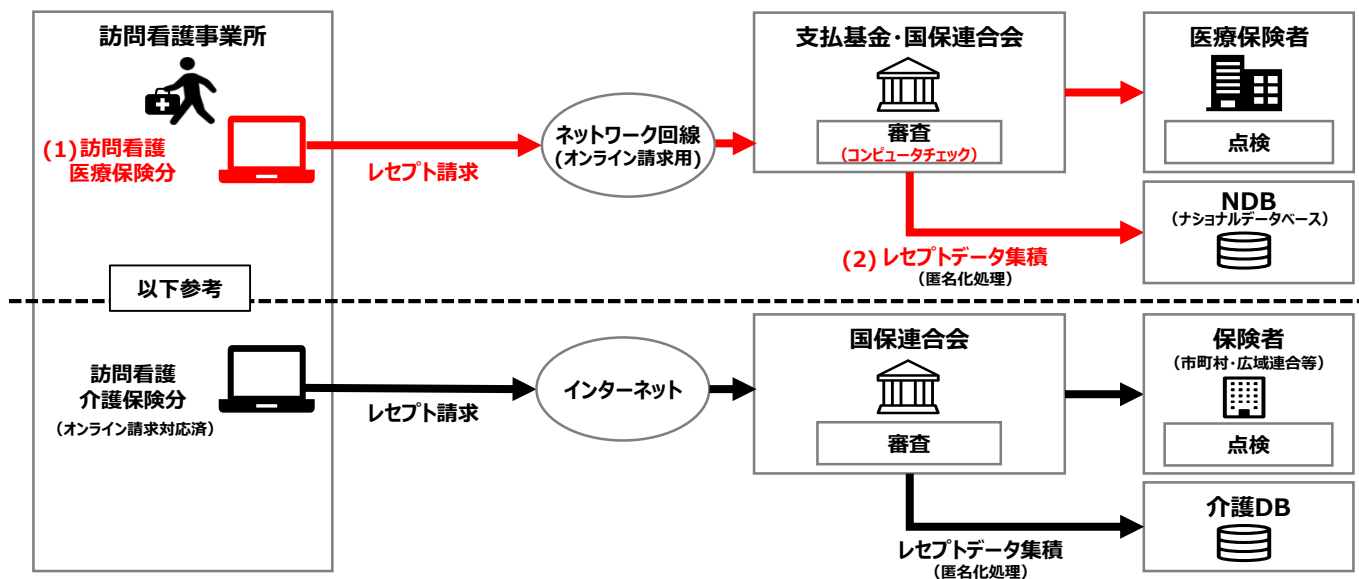 訪問看護事業所
(1) 訪問看護
医療保険分
レセプト請求
ネットワーク回線
(オンライン請求用)
支払基金・国保連合会
審査
(コンピュータチェック)
医療保険者
点検
NDB
(ナショナルデータベース)
(2) レセプトデータ集積
(匿名化処理)
以下参考
訪問看護
介護保険分
(オンライン請求対応済)
レセプト請求
インターネット
国保連合会
審査
保険者
(市町村・広域連合等)
点検
介護DB
レセプトデータ集積
(匿名化処理)